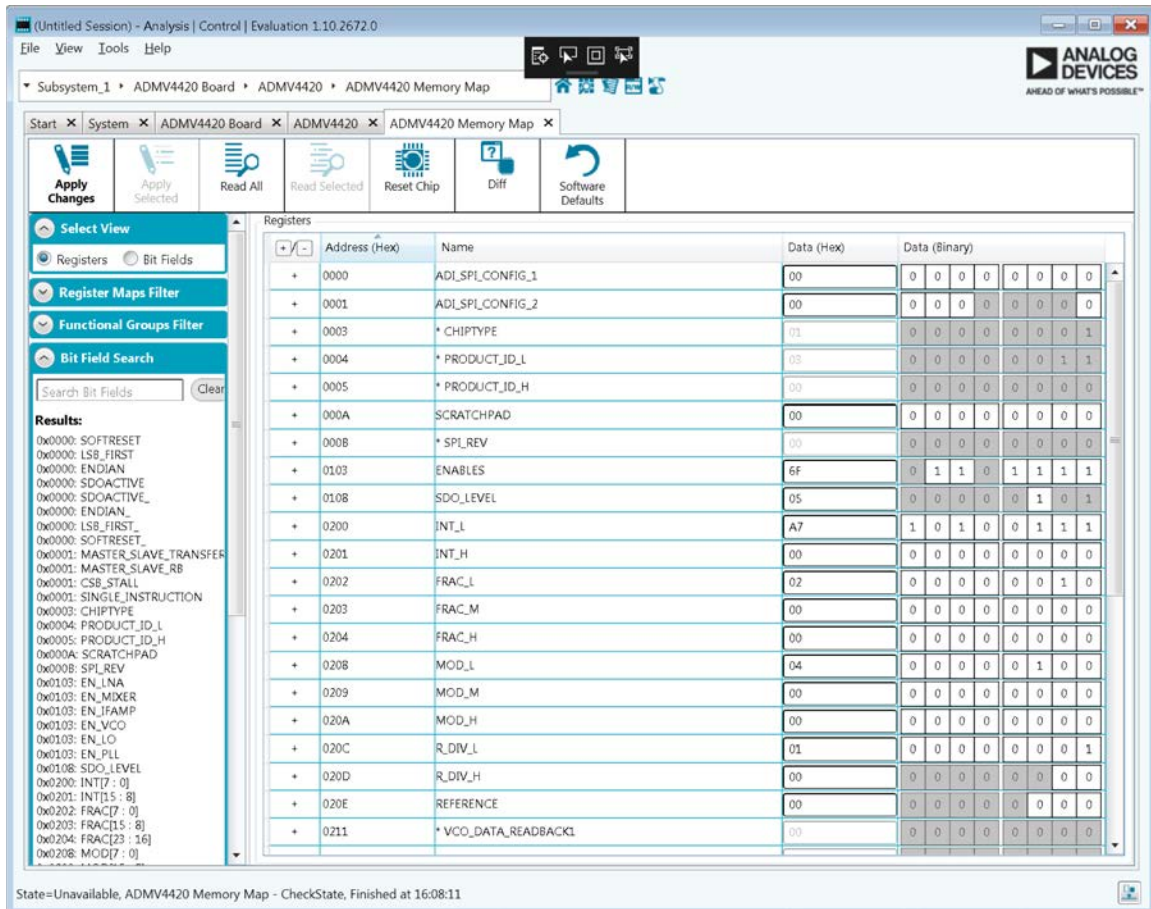 (Untitled Session) - Analysis | Control | Evaluation 1.10.2672.0
File View Tools Help
ANALOG
DEVICES
AHEAD OF WHAT'S POSSIBLE™
Subsystem_1 ADMV4420 Board ADMV4420 ADMV4420 Memory Map
Start System ADMV4420 Board ADMV4420 ADMV4420 Memory Map
Apply Changes
Apply Selected
Read All
Read Selected
Reset Chip
Diff
Software Defaults
Select View
Registers Bit Fields
Register Maps Filter
Functional Groups Filter
Bit Field Search
Search Bit Fields Clear
Results:
0x0000: SOFTRESET
0x0000: LSB_FIRST
0x0000: ENDIAN
0x0000: SDOACTIVE
0x0000: SDOACTIVE_
0x0000: ENDIAN_
0x0000: LSB_FIRST_
0x0000: SOFTRESET_
0x0001: MASTER_SLAVE_TRANSFER
0x0001: MASTER_SLAVE_RB
0x0001: CSB_STALL
0x0001: SINGLE_INSTRUCTION
0x0003: CHIPTYPE
0x0004: PRODUCT_ID_L
0x0005: PRODUCT_ID_H
0x000A: SCRATCHPAD
0x000B: SPI_REV
0x0103: EN_LNA
0x0103: EN_MIXER
0x0103: EN_IFAMP
0x0103: EN_VCO
0x0103: EN_LO
0x0103: EN_PLL
0x0108: SDO_LEVEL
0x0200: INT[7 : 0]
0x0201: INT[15 : 8]
0x0202: FRAC[7 : 0]
0x0203: FRAC[15 : 8]
0x0204: FRAC[23 : 16]
0x0208: MOD[7 : 0]
Registers
+/- Address (Hex) Name Data (Hex) Data (Binary)
+ 0000 ADI_SPI_CONFIG_1 00 0 0 0 0 0 0 0 0
+ 0001 ADI_SPI_CONFIG_2 00 0 0 0 0 0 0 0 0
+ 0003 * CHIPTYPE 01 0 0 0 0 0 0 0 1
+ 0004 * PRODUCT_ID_L 03 0 0 0 0 0 0 1 1
+ 0005 * PRODUCT_ID_H 00 0 0 0 0 0 0 0 0
+ 000A SCRATCHPAD 00 0 0 0 0 0 0 0 0
+ 000B * SPI_REV 00 0 0 0 0 0 0 0 0
+ 0103 ENABLES 6F 0 1 1 0 1 1 1 1
+ 0108 SDO_LEVEL 05 0 0 0 0 0 1 0 1
+ 0200 INT_L A7 1 0 1 0 0 1 1 1
+ 0201 INT_H 00 0 0 0 0 0 0 0 0
+ 0202 FRAC_L 02 0 0 0 0 0 0 1 0
+ 0203 FRAC_M 00 0 0 0 0 0 0 0 0
+ 0204 FRAC_H 00 0 0 0 0 0 0 0 0
+ 0208 MOD_L 04 0 0 0 0 0 1 0 0
+ 0209 MOD_M 00 0 0 0 0 0 0 0 0
+ 020A MOD_H 00 0 0 0 0 0 0 0 0
+ 020C R_DIV_L 01 0 0 0 0 0 0 0 1
+ 020D R_DIV_H 00 0 0 0 0 0 0 0 0
+ 020E REFERENCE 00 0 0 0 0 0 0 0 0
+ 0211 * VCO_DATA_READBACK1 00 0 0 0 0 0 0 0 0
State=Unavailable, ADMV4420 Memory Map - CheckState, Finished at 16:08:11